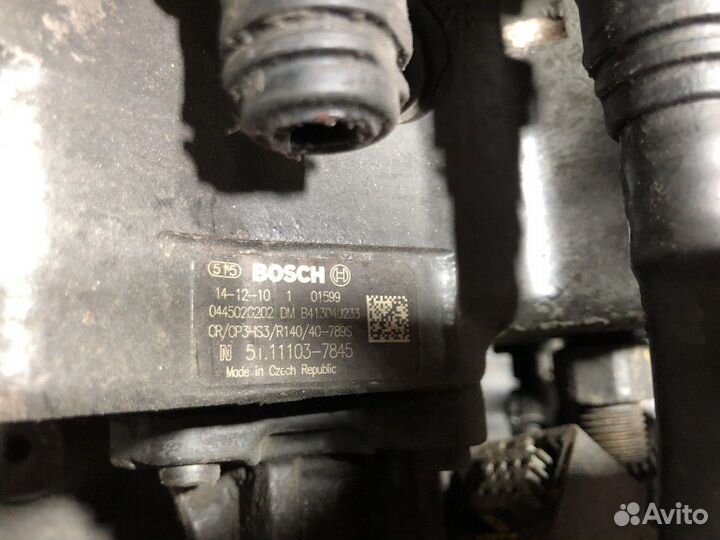 515 BOSCH
14-12-10 1 01599
0445020202 DM B413040233
CR/CP3HS3/R140/40-789S
N 51.11103-7845
Made in Czech Republic
Avito